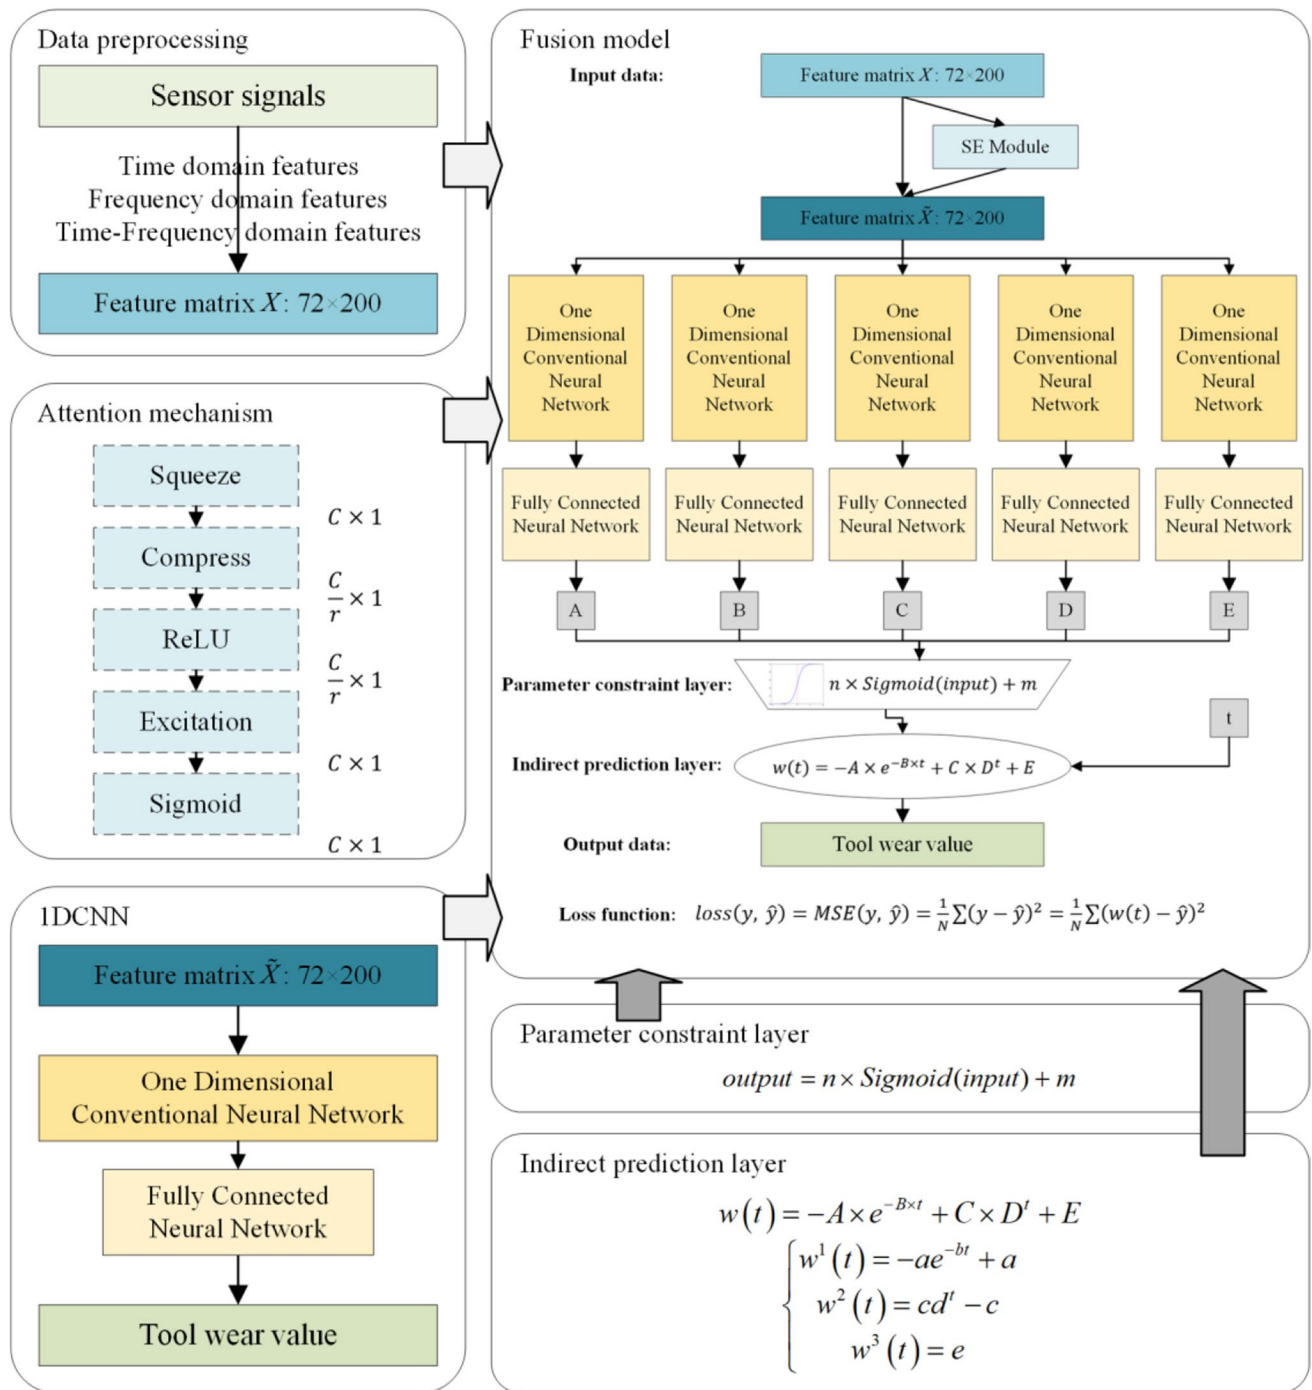 Data preprocessing
Sensor signals
Time domain features
Frequency domain features
Time-Frequency domain features
Feature matrix X: 72×200
Attention mechanism
Squeeze
C × 1
Compress
C/r × 1
ReLU
C/r × 1
Excitation
C × 1
Sigmoid
C × 1
1DCNN
Feature matrix X̃: 72×200
One Dimensional
Conventional Neural Network
Fully Connected
Neural Network
Tool wear value
Fusion model
Input data:
Feature matrix X: 72×200
SE Module
Feature matrix X̃: 72×200
One
Dimensional
Conventional
Neural
Network
One
Dimensional
Conventional
Neural
Network
One
Dimensional
Conventional
Neural
Network
One
Dimensional
Conventional
Neural
Network
One
Dimensional
Conventional
Neural
Network
Fully Connected
Neural Network
Fully Connected
Neural Network
Fully Connected
Neural Network
Fully Connected
Neural Network
Fully Connected
Neural Network
A B C D E
Parameter constraint layer: n × Sigmoid(input) + m
t
Indirect prediction layer: w(t) = −A × e^{−B×t} + C × D^t + E
Output data: Tool wear value
Loss function: loss(y, ŷ) = MSE(y, ŷ) = 1/N ∑(y − ŷ)² = 1/N ∑(w(t) − ŷ)²
Parameter constraint layer
output = n × Sigmoid(input) + m
Indirect prediction layer
w(t) = −A × e^{−B×t} + C × D^t + E
w¹(t) = −ae^{−bt} + a
w²(t) = cd^t − c
w³(t) = e